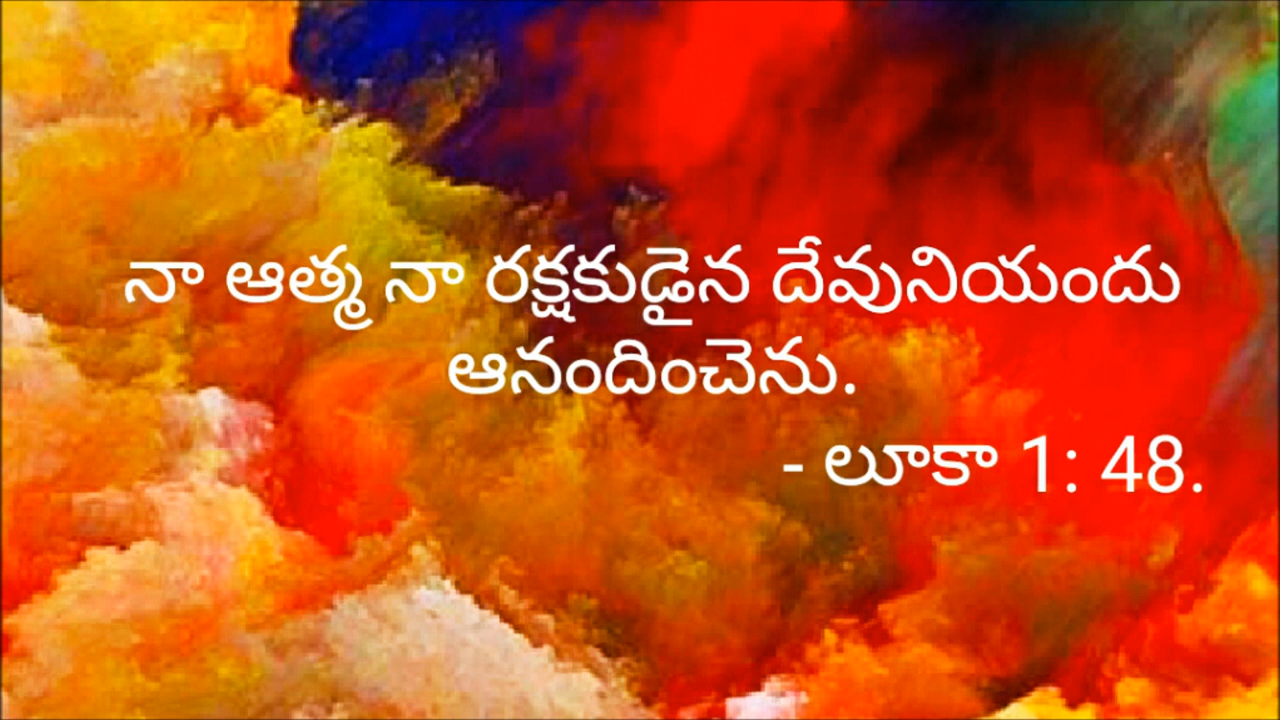 నా ఆత్మ నా రక్షకుడైన దేవునియందు
ఆనందించెను.
- లూకా 1: 48.